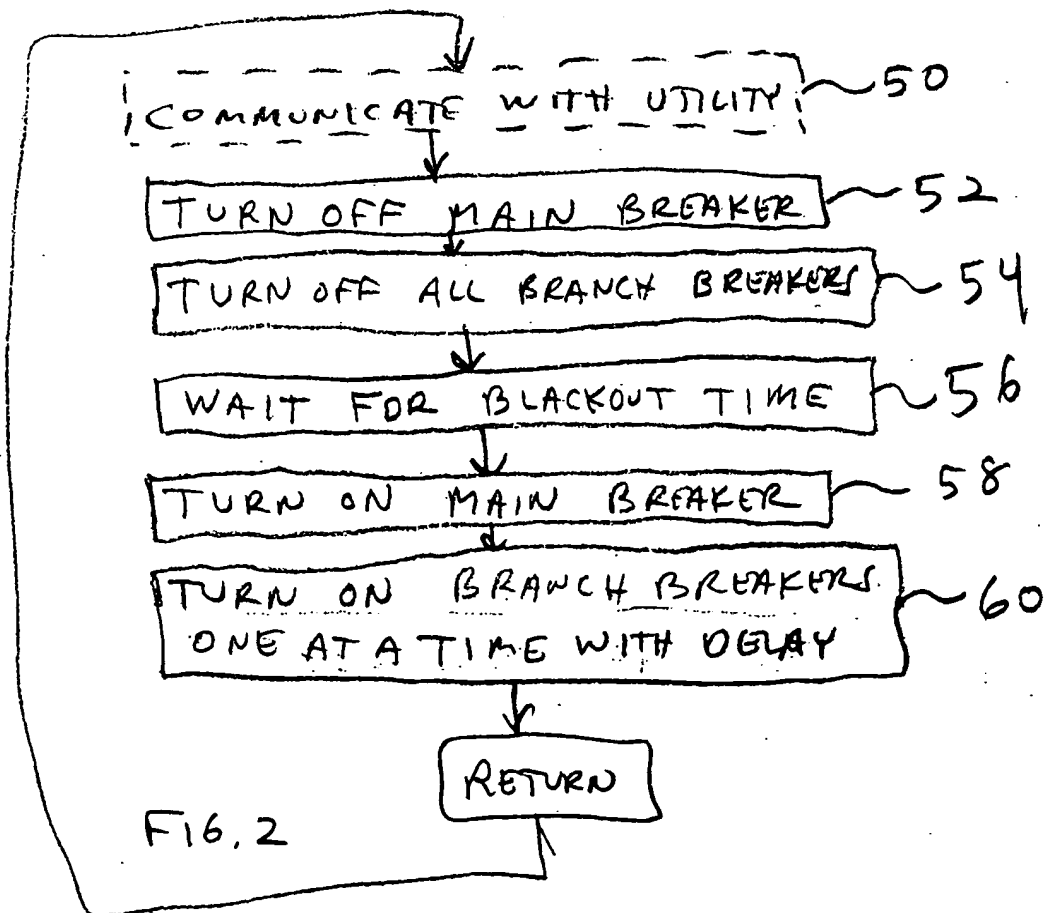 COMMUNICATE WITH UTILITY 50
TURN OFF MAIN BREAKER 52
TURN OFF ALL BRANCH BREAKERS 54
WAIT FOR BLACKOUT TIME 56
TURN ON MAIN BREAKER 58
TURN ON BRANCH BREAKERS 60
ONE AT A TIME WITH DELAY
RETURN
FIG. 2